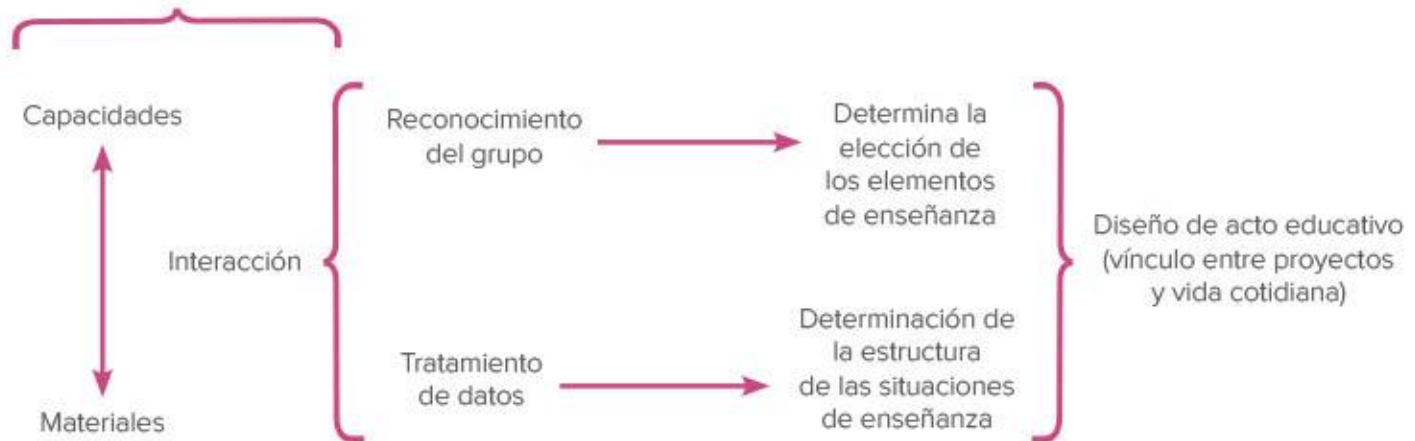 Capacidades
Interacción
Materiales
Reconocimiento
del grupo
Determina la
elección de
los elementos
de enseñanza
Tratamiento
de datos
Determinación de
la estructura
de las situaciones
de enseñanza
Diseño de acto educativo
(vínculo entre proyectos
y vida cotidiana)